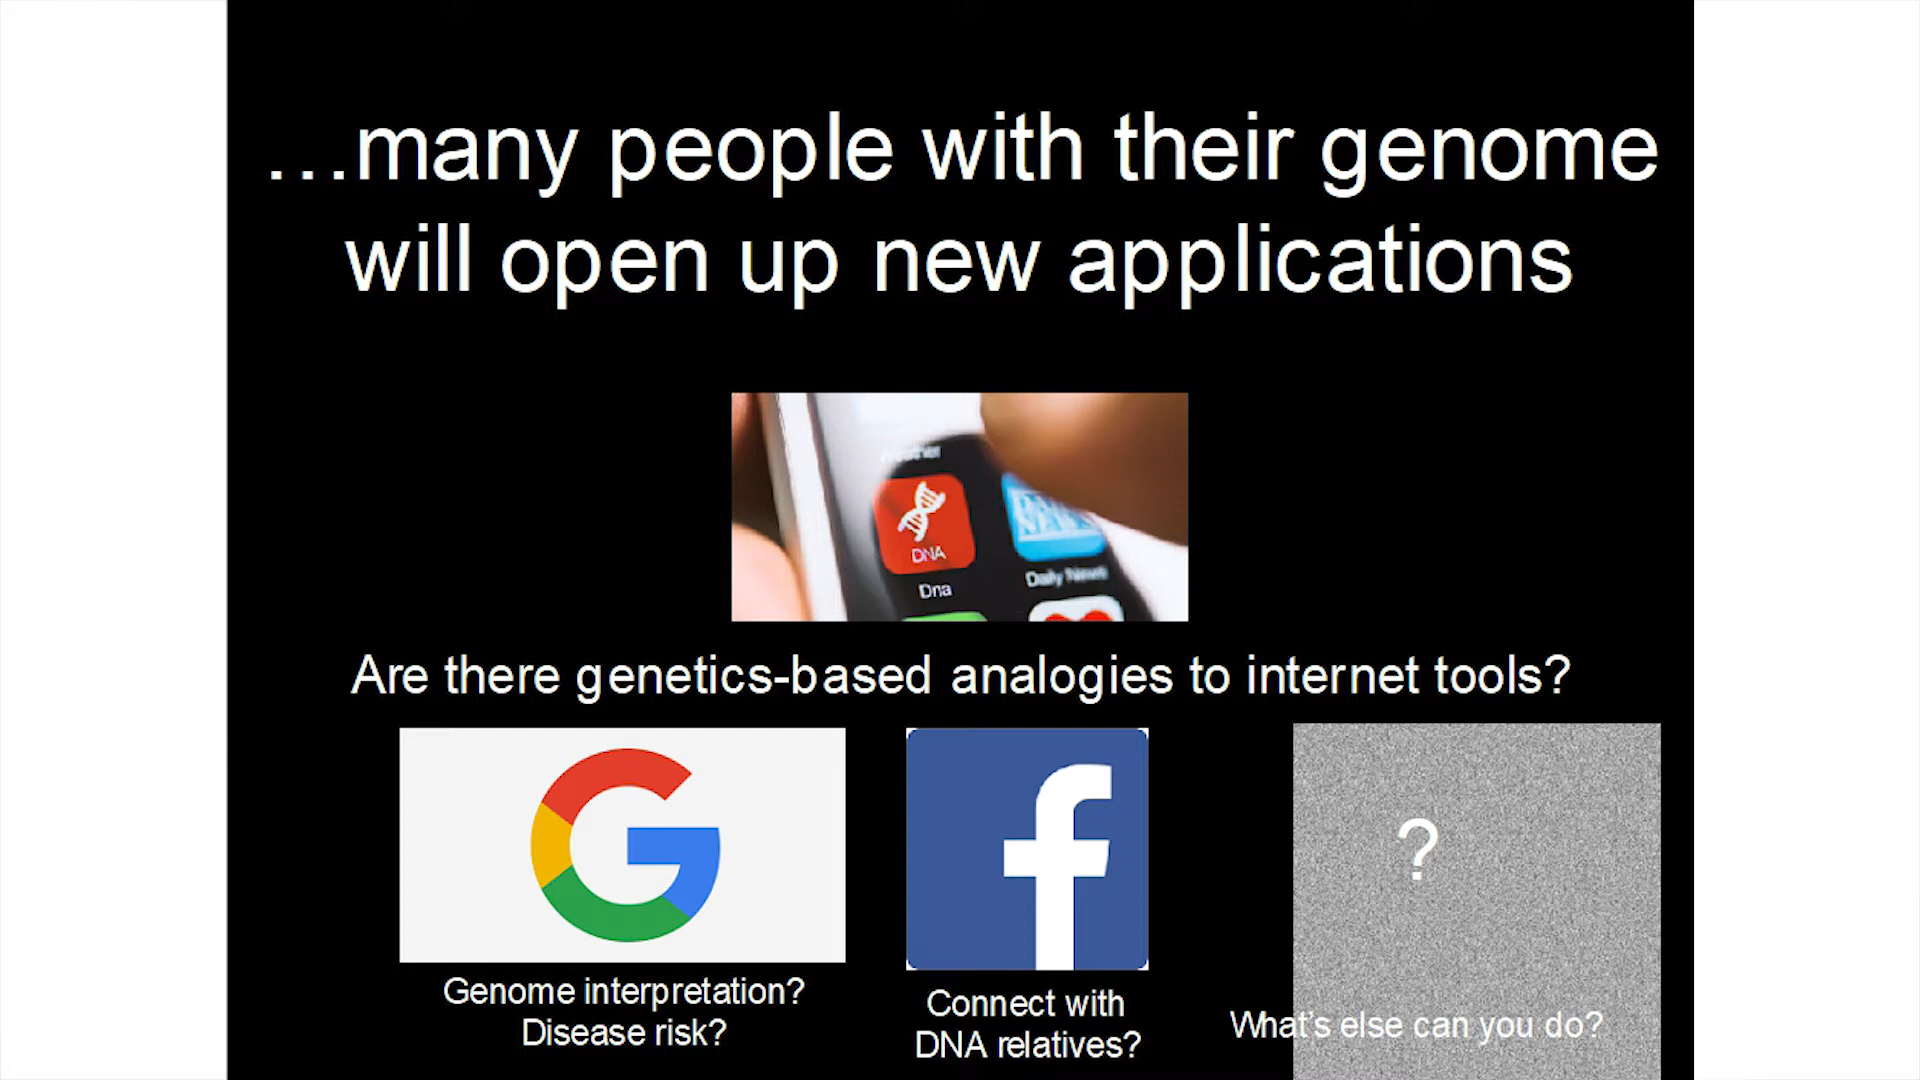 …many people with their genome
will open up new applications
DNA
Dna
Daily News
Are there genetics-based analogies to internet tools?
?
Genome interpretation?
Disease risk?
Connect with
DNA relatives?
What's else can you do?